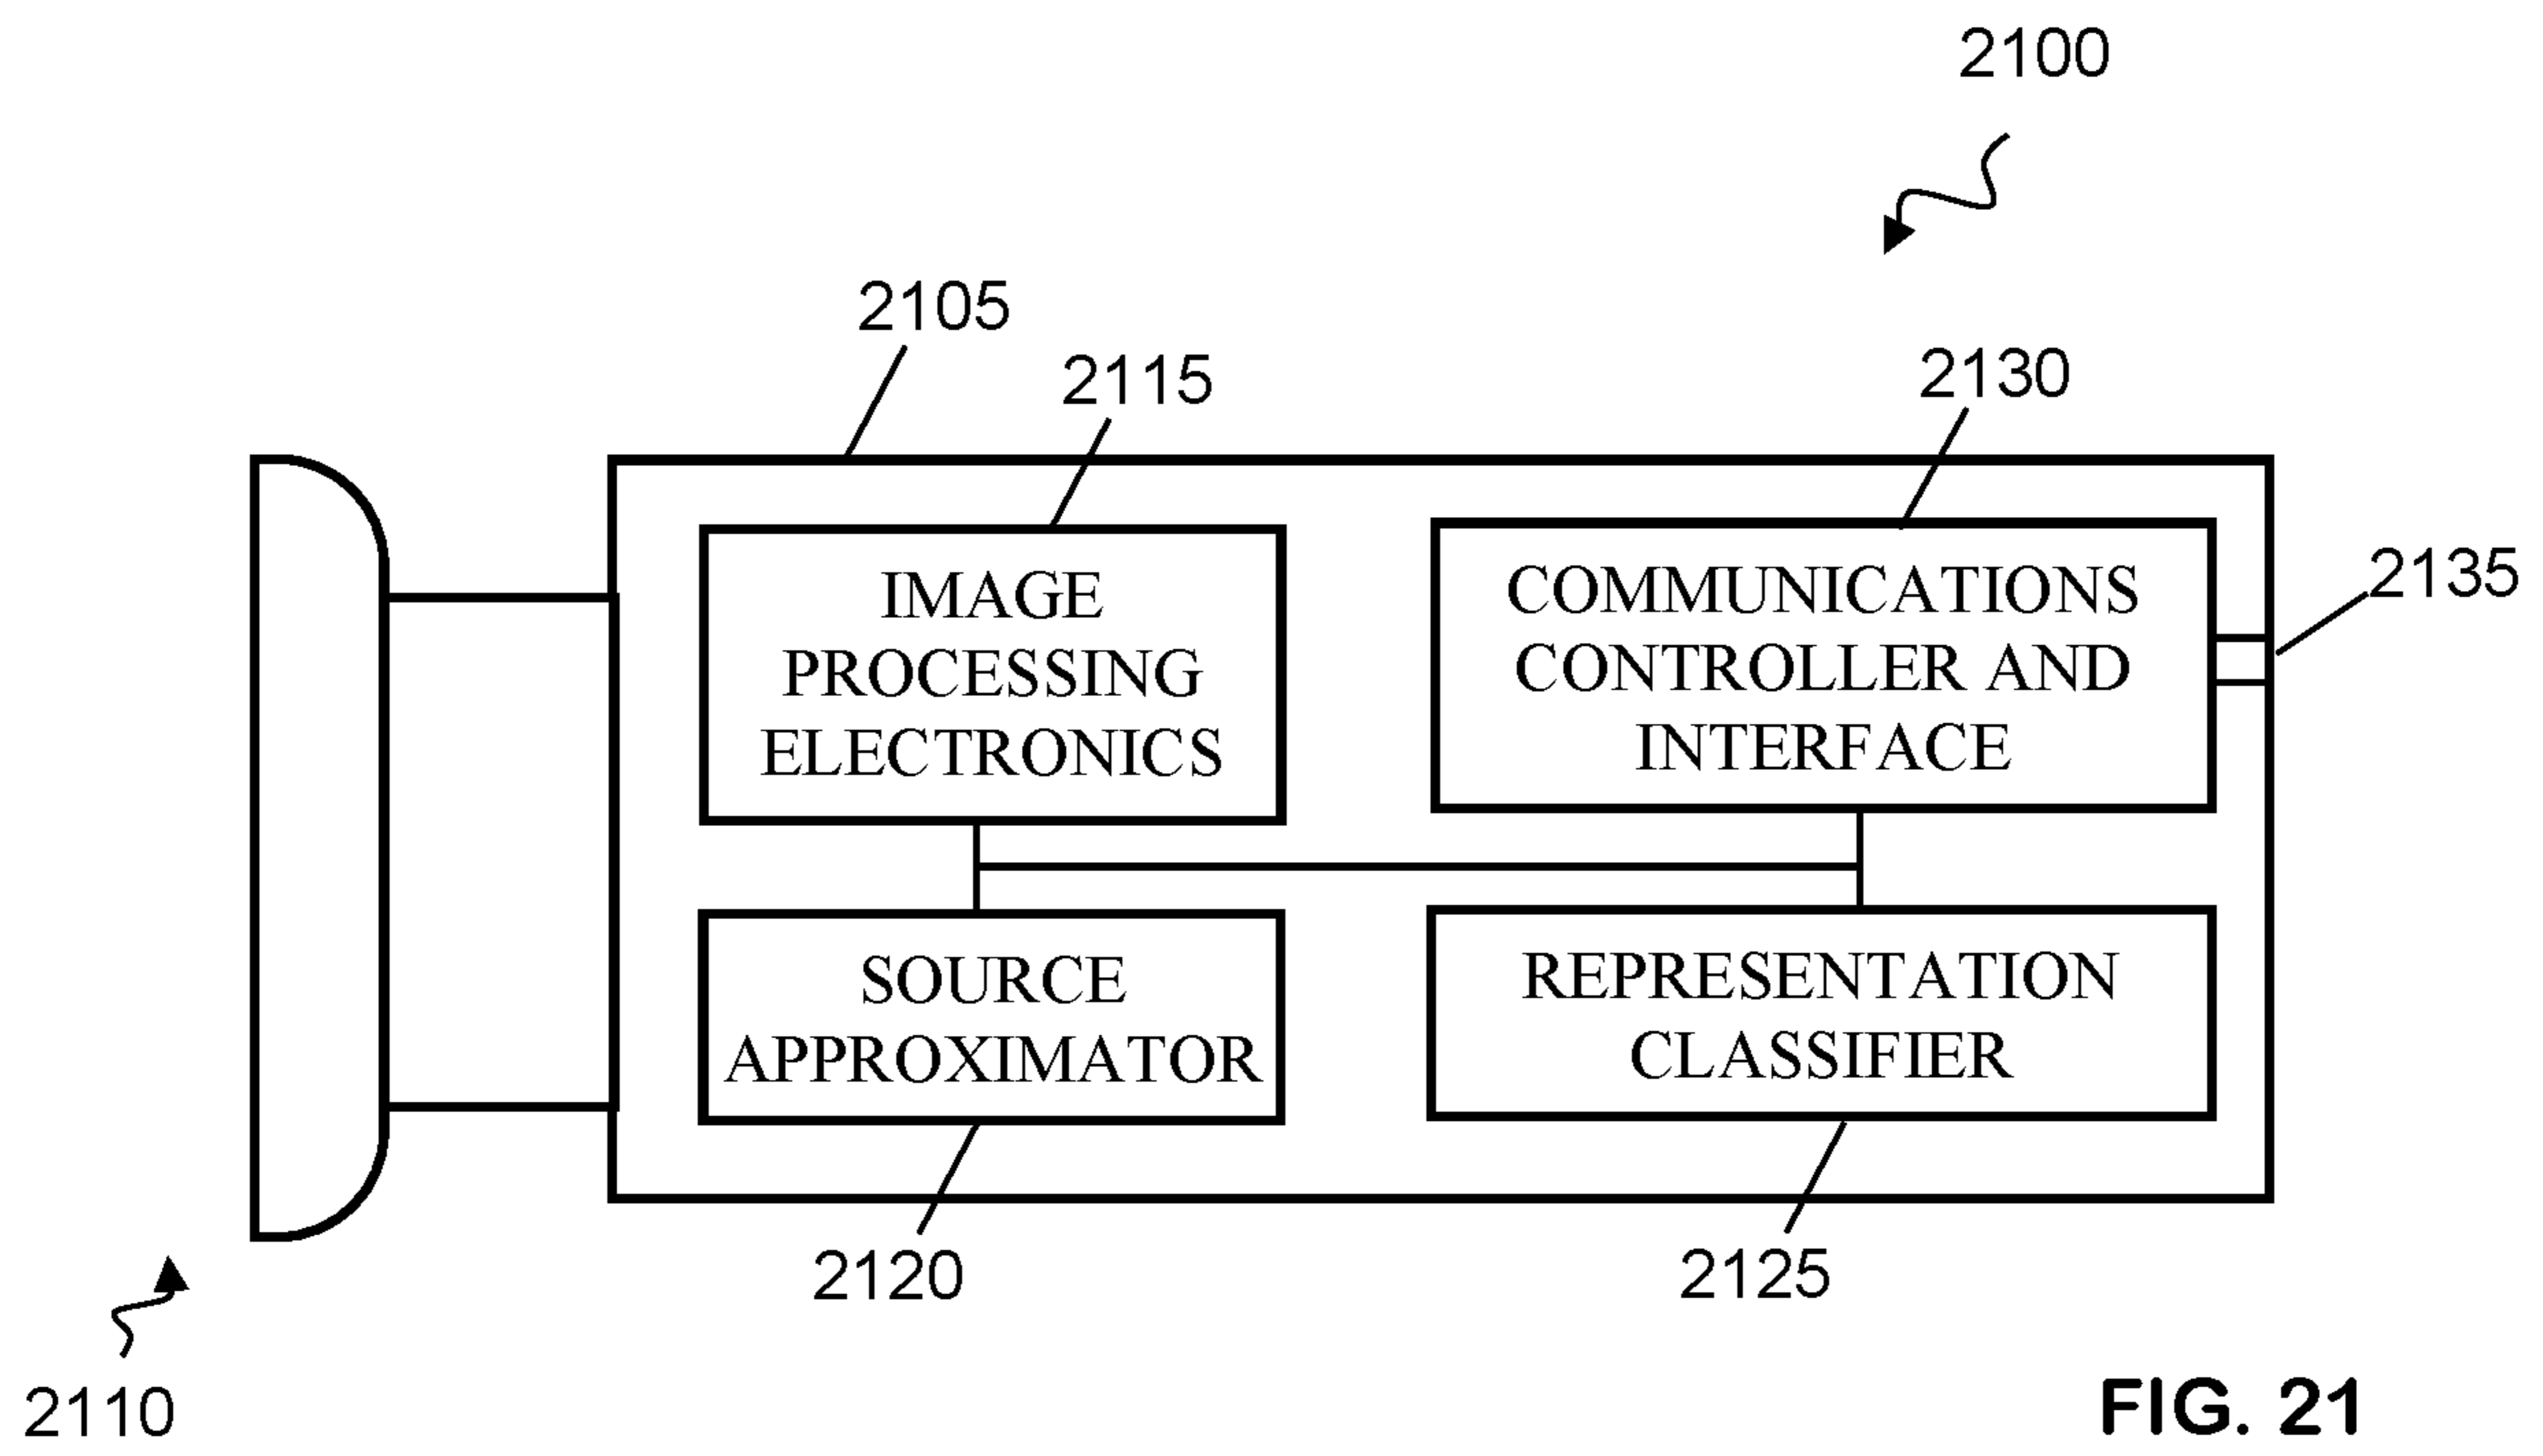 2100
2105
2115
2130
2135
IMAGE
PROCESSING
ELECTRONICS
COMMUNICATIONS
CONTROLLER AND
INTERFACE
SOURCE
APPROXIMATOR
REPRESENTATION
CLASSIFIER
2120
2125
2110
FIG. 21